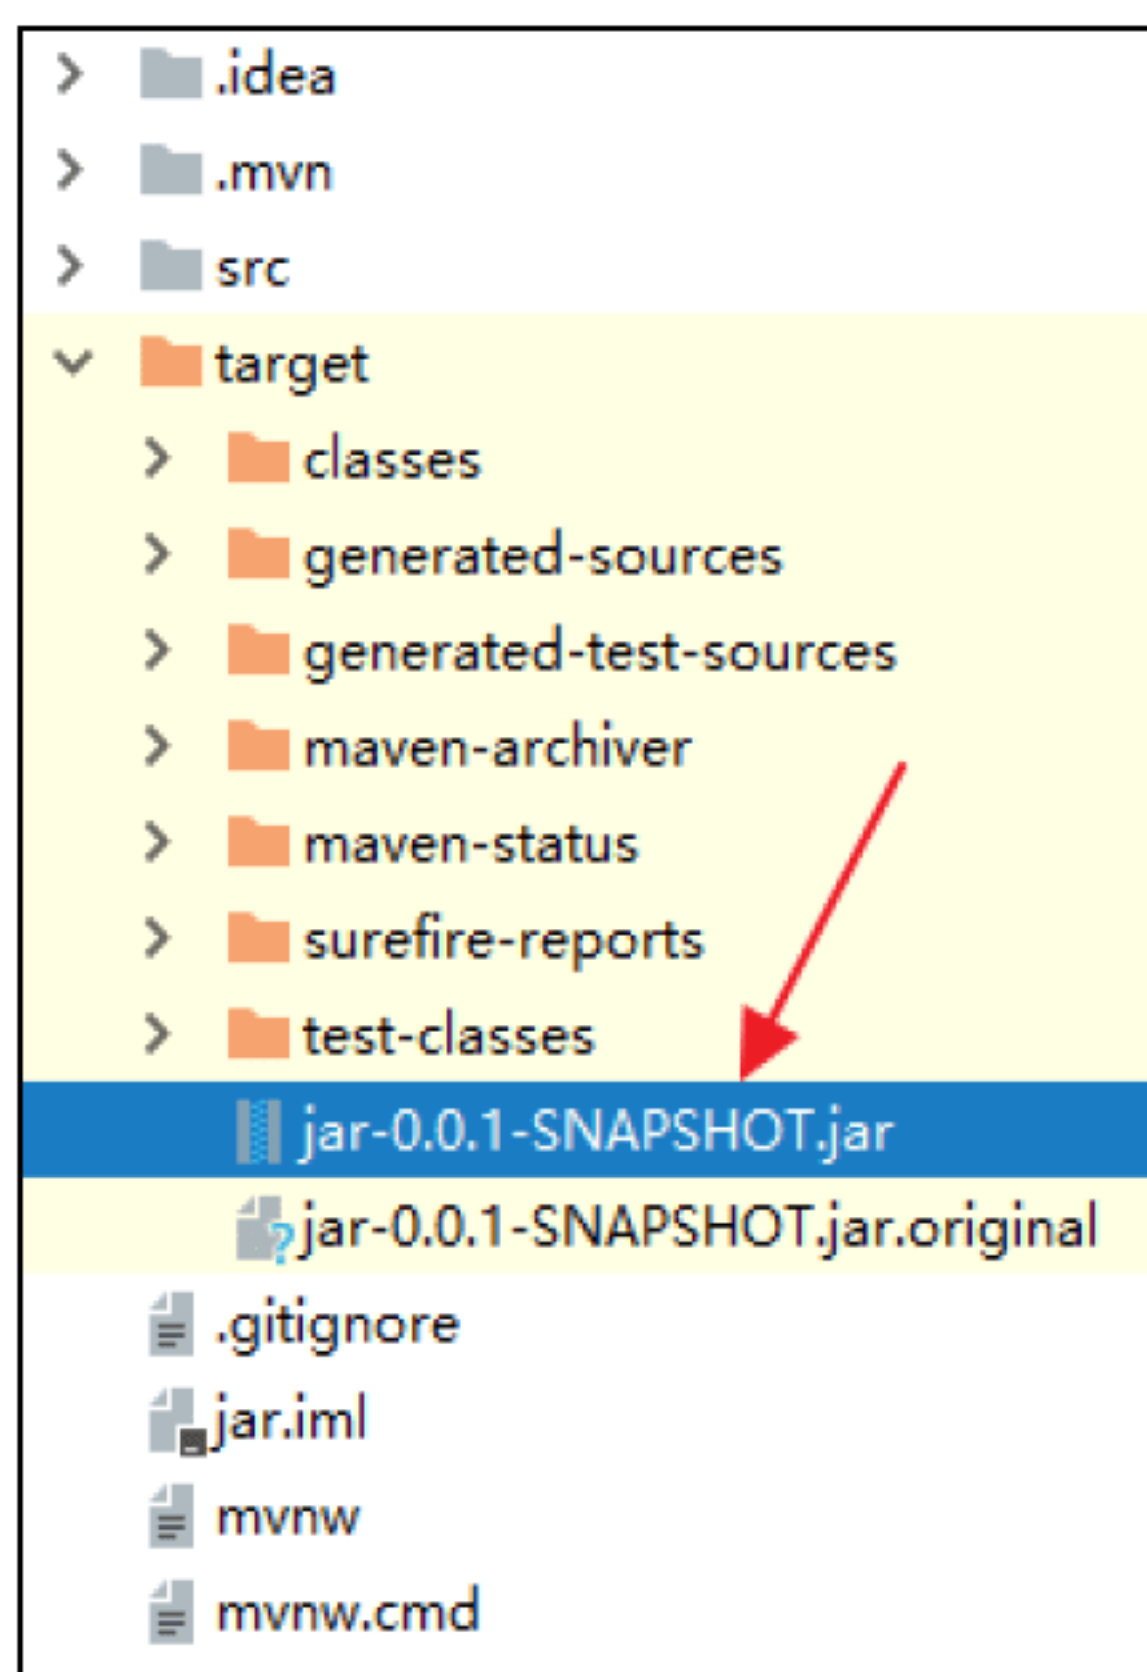 .idea
.mvn
src
target
classes
generated-sources
generated-test-sources
maven-archiver
maven-status
surefire-reports
test-classes
jar-0.0.1-SNAPSHOT.jar
jar-0.0.1-SNAPSHOT.jar.original
.gitignore
jar.iml
mvnw
mvnw.cmd